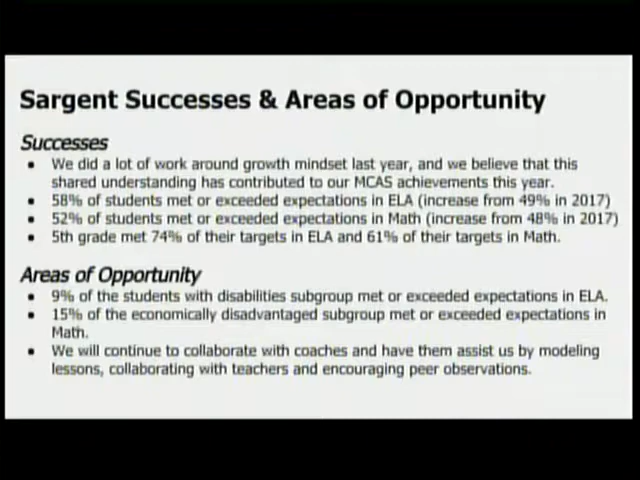 Sargent Successes & Areas of Opportunity
Successes
• We did a lot of work around growth mindset last year, and we believe that this
shared understanding has contributed to our MCAS achievements this year.
• 58% of students met or exceeded expectations in ELA (increase from 49% in 2017)
• 52% of students met or exceeded expectations in Math (increase from 48% in 2017)
• 5th grade met 74% of their targets in ELA and 61% of their targets in Math.
Areas of Opportunity
• 9% of the students with disabilities subgroup met or exceeded expectations in ELA.
• 15% of the economically disadvantaged subgroup met or exceeded expectations in
Math.
• We will continue to collaborate with coaches and have them assist us by modeling
lessons, collaborating with teachers and encouraging peer observations.